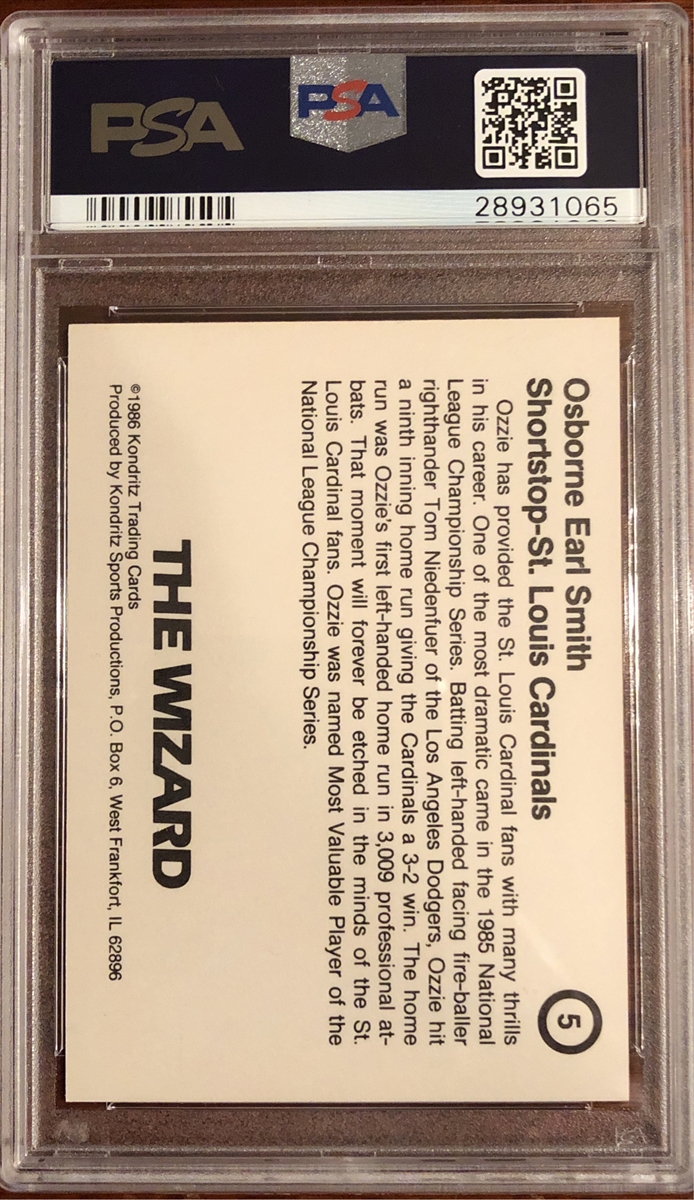 PSA
PSA
28931065
Osborne Earl Smith
Shortstop-St. Louis Cardinals
5
Ozzie has provided the St. Louis Cardinal fans with many thrills
in his career. One of the most dramatic came in the 1985 National
League Championship Series. Batting left-handed facing fire-baller
righthander Tom Niedenfuer of the Los Angeles Dodgers, Ozzie hit
a ninth inning home run giving the Cardinals a 3-2 win. The home
run was Ozzie's first left-handed home run in 3,009 professional at-
bats. That moment will forever be etched in the minds of the St.
Louis Cardinal fans. Ozzie was named Most Valuable Player of the
National League Championship Series.
THE WIZARD
©1986 Kondritz Trading Cards
Produced by Kondritz Sports Productions, P.O. Box 6, West Frankfort, IL 62896